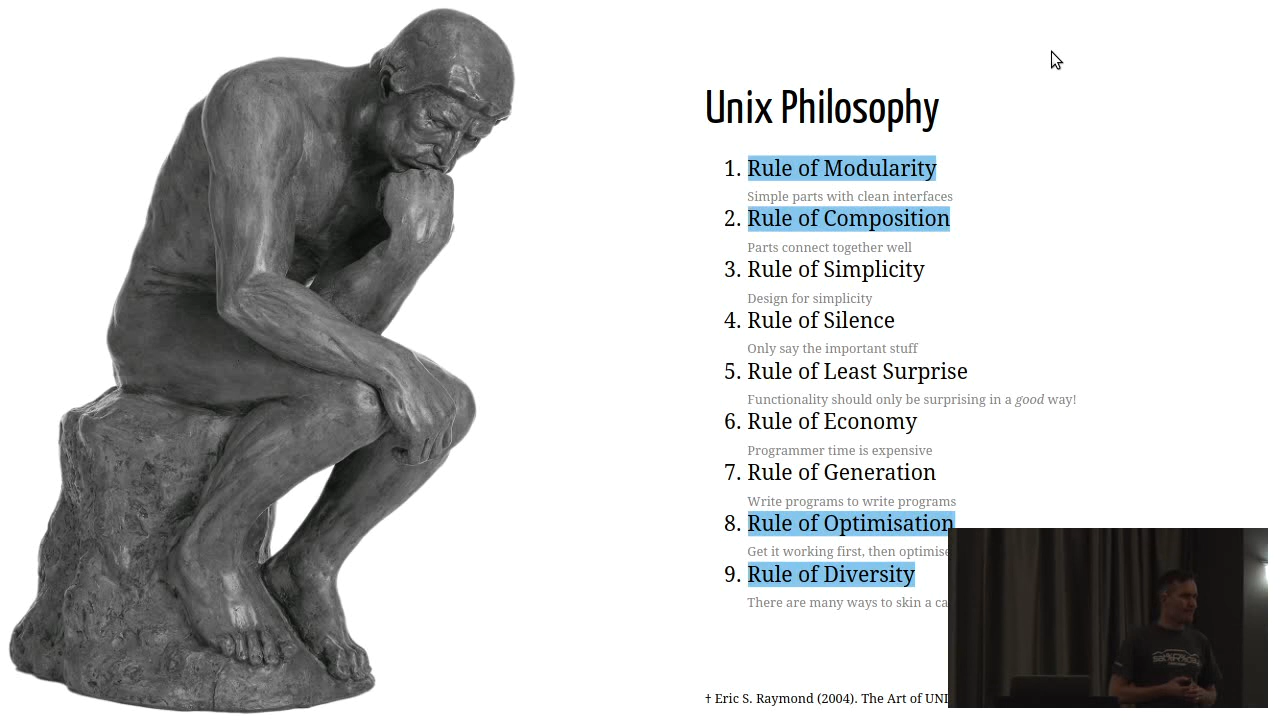 Unix Philosophy
1. Rule of Modularity
Simple parts with clean interfaces
2. Rule of Composition
Parts connect together well
3. Rule of Simplicity
Design for simplicity
4. Rule of Silence
Only say the important stuff
5. Rule of Least Surprise
Functionality should only be surprising in a good way!
6. Rule of Economy
Programmer time is expensive
7. Rule of Generation
Write programs to write programs
8. Rule of Optimisation
Get it working first, then optimise
9. Rule of Diversity
There are many ways to skin a
† Eric S. Raymond (2004). The Art of